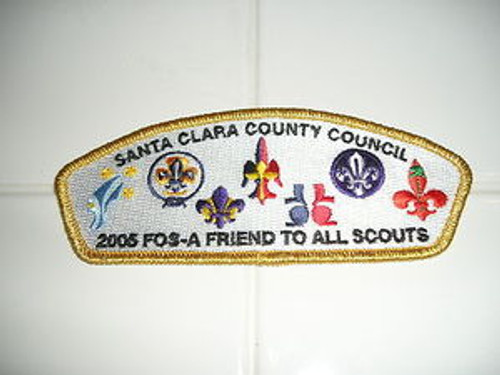 SANTA CLARA COUNTY COUNCIL
2005 FOS-A FRIEND TO ALL SCOUTS